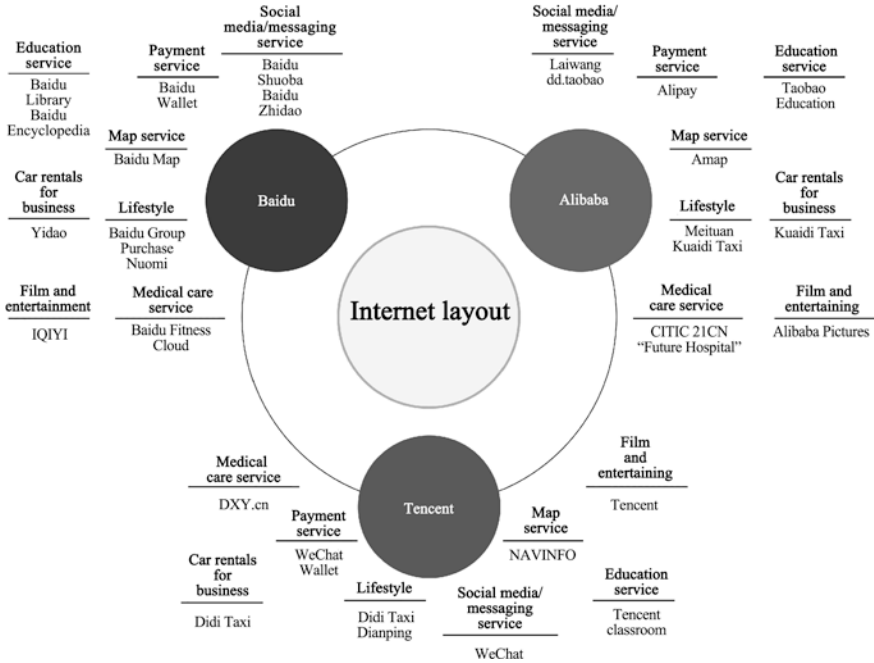 Social
media/messaging
service
Baidu
Shuoba
Baidu
Zhidao
Social media/
messaging
service
Laiwang
dd.taobao
Education
service
Baidu
Library
Baidu
Encyclopedia
Payment
service
Baidu
Wallet
Payment
service
Alipay
Education
service
Taobao
Education
Map service
Baidu Map
Map service
Amap
Car rentals
for
business
Yidao
Lifestyle
Baidu Group
Purchase
Nuomi
Baidu
Alibaba
Lifestyle
Meituan
Kuaidi Taxi
Car rentals
for
business
Kuaidi Taxi
Film and
entertainment
IQIYI
Medical care
service
Baidu Fitness
Cloud
Internet layout
Medical
care service
CITIC 21CN
“Future Hospital”
Film and
entertaining
Alibaba Pictures
Medical
care service
DXY.cn
Film
and
entertaining
Tencent
Payment
service
WeChat
Wallet
Tencent
Map
service
NAVINFO
Car rentals
for
business
Didi Taxi
Lifestyle
Didi Taxi
Dianping
Social media/
messaging
service
WeChat
Education
service
Tencent
classroom